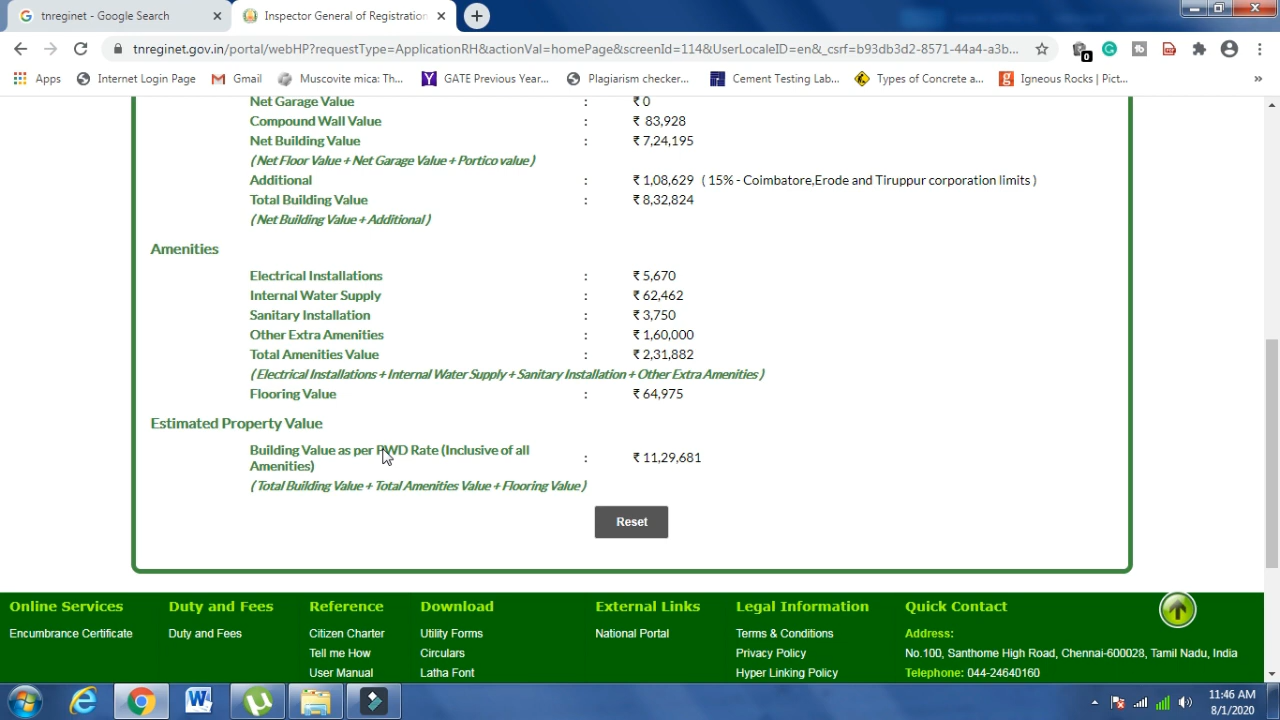 tnreginet - Google Search
Inspector General of Registration
tnreginet.gov.in/portal/webHP?requestType=ApplicationRH&actionVal=homePage&screenId=114&UserLocaleID=en&_csrf=b93db3d2-8571-44a4-a3b...
0
Apps Internet Login Page Gmail Muscovite mica: Th... GATE Previous Year... Plagiarism checker... Cement Testing Lab... Types of Concrete a... Igneous Rocks | Pict... »
Net Garage Value : ₹ 0
Compound Wall Value : ₹ 83,928
Net Building Value : ₹ 7,24,195
( Net Floor Value + Net Garage Value + Portico value )
Additional : ₹ 1,08,629 ( 15% - Coimbatore,Erode and Tiruppur corporation limits )
Total Building Value : ₹ 8,32,824
( Net Building Value + Additional )
Amenities
Electrical Installations : ₹ 5,670
Internal Water Supply : ₹ 62,462
Sanitary Installation : ₹ 3,750
Other Extra Amenities : ₹ 1,60,000
Total Amenities Value : ₹ 2,31,882
( Electrical Installations + Internal Water Supply + Sanitary Installation + Other Extra Amenities )
Flooring Value : ₹ 64,975
Estimated Property Value
Building Value as per PWD Rate (Inclusive of all
Amenities) : ₹ 11,29,681
( Total Building Value + Total Amenities Value + Flooring Value )
Reset
Online Services Duty and Fees Reference Download External Links Legal Information Quick Contact
Encumbrance Certificate Duty and Fees Citizen Charter Utility Forms National Portal Terms & Conditions Address:
Tell me How Circulars Privacy Policy No.100, Santhome High Road, Chennai-600028, Tamil Nadu, India
User Manual Latha Font Hyper Linking Policy Telephone: 044-24640160
11:46 AM
8/1/2020